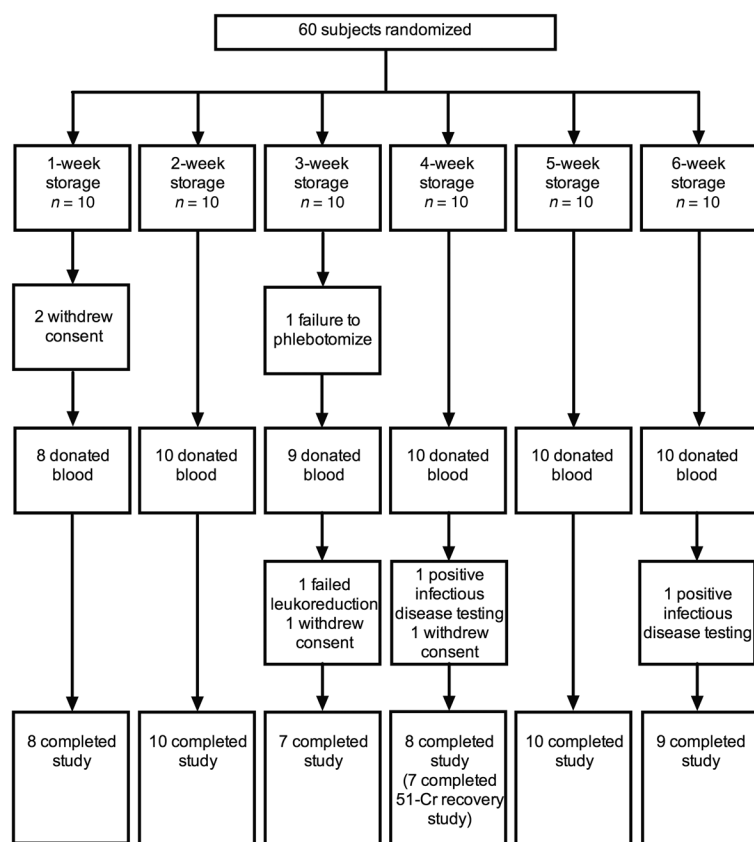 60 subjects randomized
1-week
storage
n = 10
2-week
storage
n = 10
3-week
storage
n = 10
4-week
storage
n = 10
5-week
storage
n = 10
6-week
storage
n = 10
2 withdrew
consent
1 failure to
phlebotomize
8 donated
blood
10 donated
blood
9 donated
blood
10 donated
blood
10 donated
blood
10 donated
blood
1 failed
leukoreduction
1 withdrew
consent
1 positive
infectious
disease testing
1 withdrew
consent
1 positive
infectious
disease testing
8 completed
study
10 completed
study
7 completed
study
8 completed
study
(7 completed
51-Cr recovery
study)
10 completed
study
9 completed
study